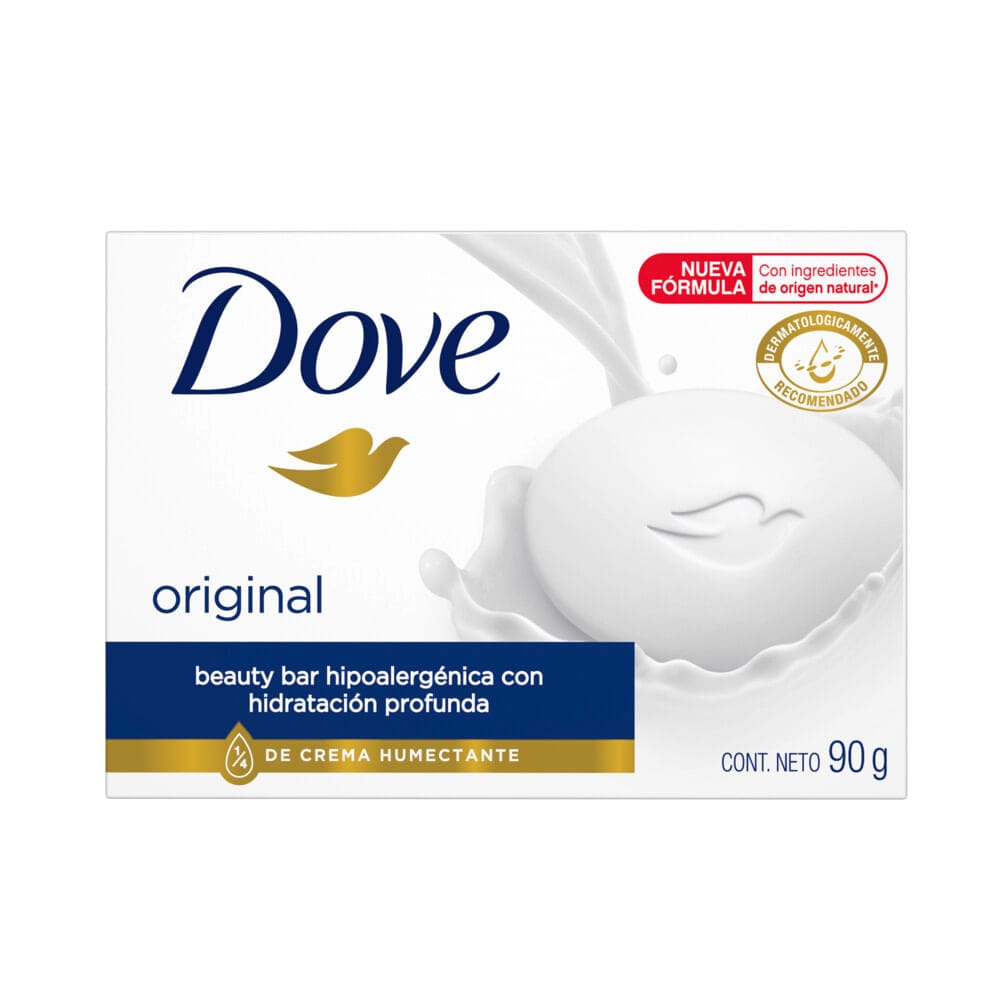 Dove
NUEVA FÓRMULA
Con ingredientes
de origen natural*
DERMATOLOGICAMENTE
RECOMENDADO
original
beauty bar hipoalergénica con
hidratación profunda
1/4 DE CREMA HUMECTANTE
CONT. NETO 90 g